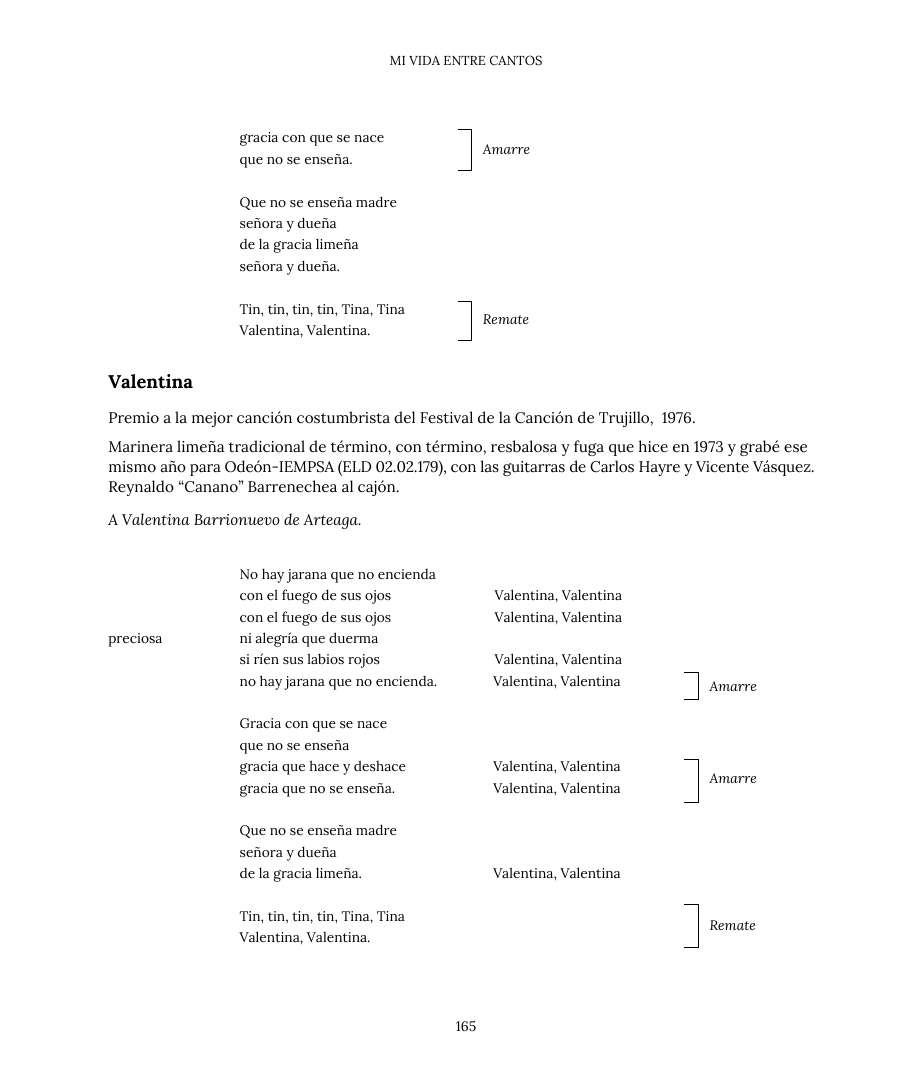 MI VIDA ENTRE CANTOS
gracia con que se nace
que no se enseña.
Amarre
Que no se enseña madre
señora y dueña
de la gracia limeña
señora y dueña.
Tin, tin, tin, tin, Tina, Tina
Valentina, Valentina.
Remate
Valentina
Premio a la mejor canción costumbrista del Festival de la Canción de Trujillo,  1976.
Marinera limeña tradicional de término, con término, resbalosa y fuga que hice en 1973 y grabé ese
mismo año para Odeón-IEMPSA (ELD 02.02.179), con las guitarras de Carlos Hayre y Vicente Vásquez.
Reynaldo “Canano” Barrenechea al cajón.
A Valentina Barrionuevo de Arteaga.
No hay jarana que no encienda
con el fuego de sus ojos Valentina, Valentina
con el fuego de sus ojos Valentina, Valentina
preciosa ni alegría que duerma
si ríen sus labios rojos Valentina, Valentina
no hay jarana que no encienda. Valentina, Valentina Amarre
Gracia con que se nace
que no se enseña
gracia que hace y deshace Valentina, Valentina
gracia que no se enseña. Valentina, Valentina
Amarre
Que no se enseña madre
señora y dueña
de la gracia limeña. Valentina, Valentina
Tin, tin, tin, tin, Tina, Tina
Valentina, Valentina.
Remate
165